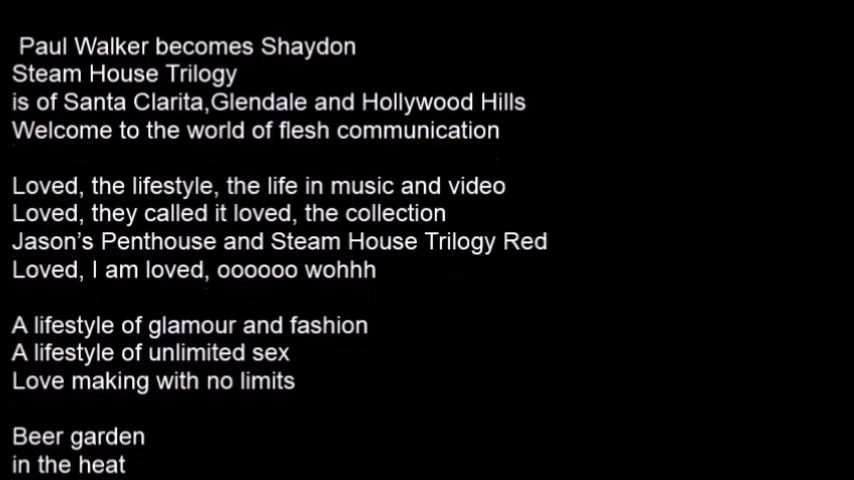 Paul Walker becomes Shaydon
Steam House Trilogy
is of Santa Clarita,Glendale and Hollywood Hills
Welcome to the world of flesh communication
Loved, the lifestyle, the life in music and video
Loved, they called it loved, the collection
Jason’s Penthouse and Steam House Trilogy Red
Loved, I am loved, oooooo wohhh
A lifestyle of glamour and fashion
A lifestyle of unlimited sex
Love making with no limits
Beer garden
in the heat